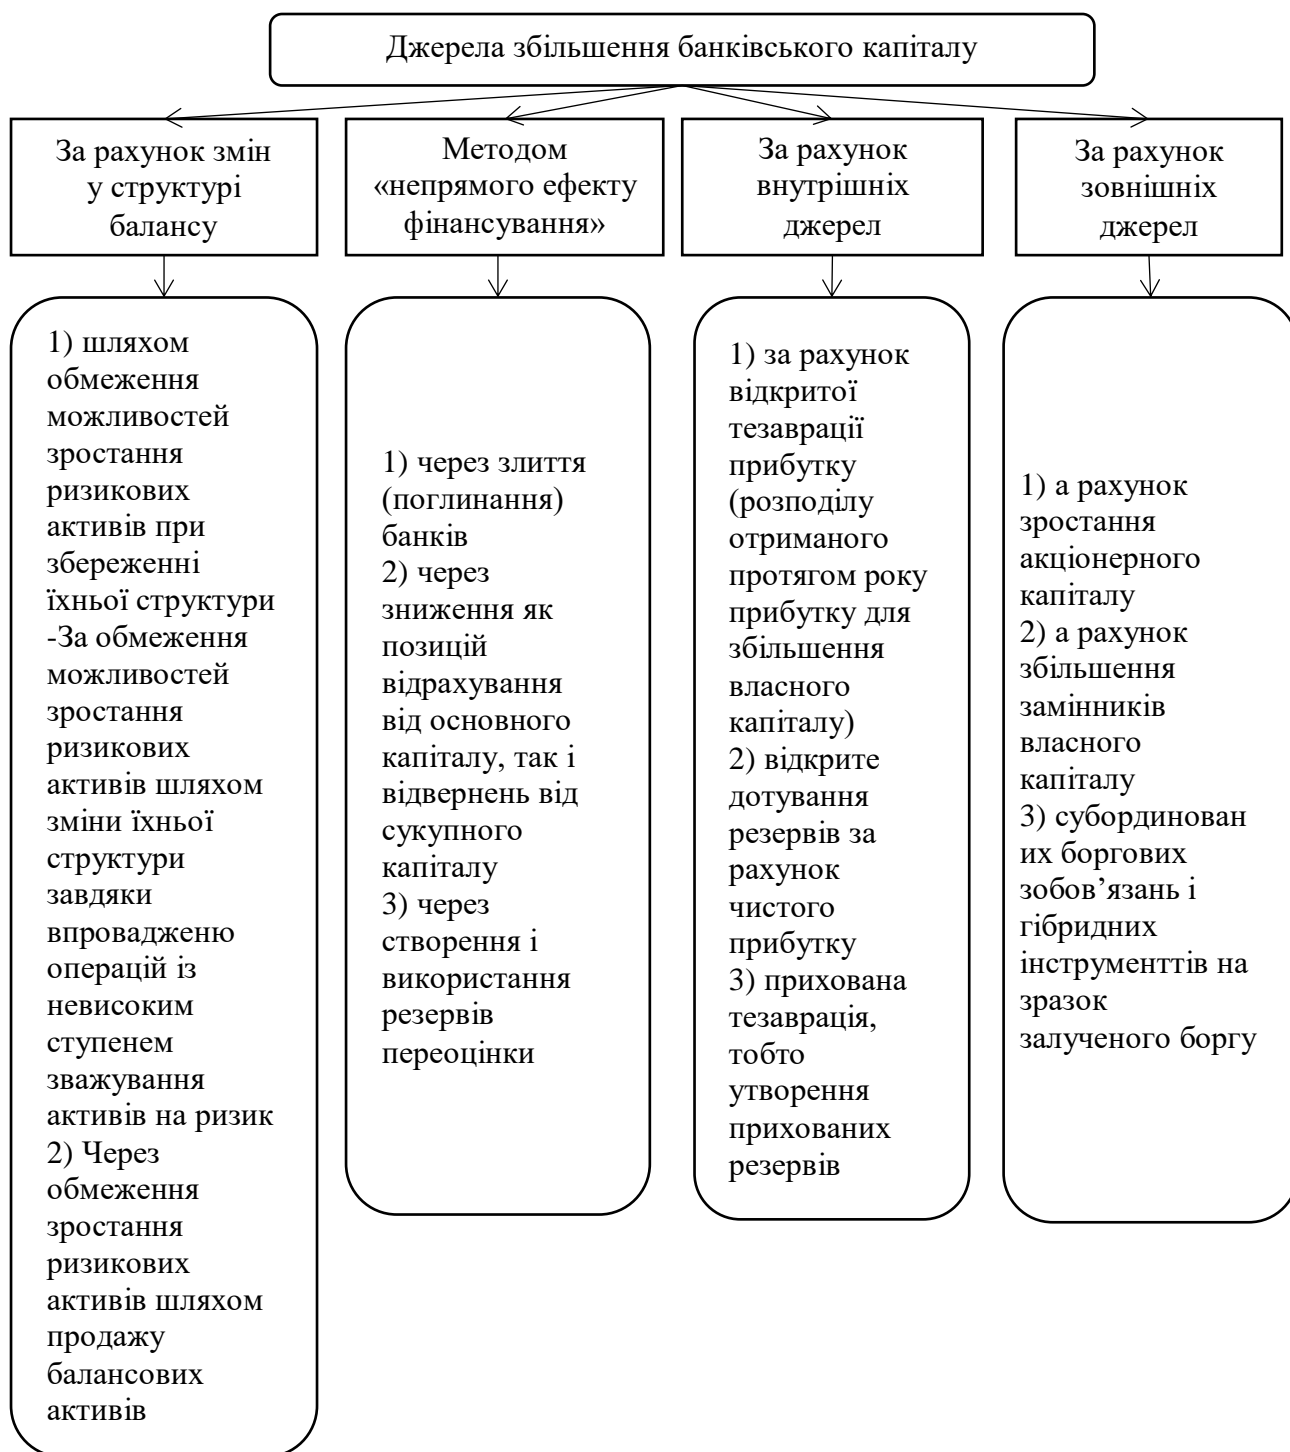 Джерела збільшення банківського капіталу
За рахунок змін
у структурі
балансу
Методом
«непрямого ефекту
фінансування»
За рахунок
внутрішніх
джерел
За рахунок
зовнішніх
джерел
1) шляхом
обмеження
можливостей
зростання
ризикових
активів при
збереженні
їхньої структури
-За обмеження
можливостей
зростання
ризикових
активів шляхом
зміни їхньої
структури
завдяки
впровадженю
операцій із
невисоким
ступенем
зважування
активів на ризик
2) Через
обмеження
зростання
ризикових
активів шляхом
продажу
балансових
активів
1) через злиття
(поглинання)
банків
2) через
зниження як
позицій
відрахування
від основного
капіталу, так і
відвернень від
сукупного
капіталу
3) через
створення і
використання
резервів
переоцінки
1) за рахунок
відкритої
тезаврації
прибутку
(розподілу
отриманого
протягом року
прибутку для
збільшення
власного
капіталу)
2) відкрите
дотування
резервів за
рахунок
чистого
прибутку
3) прихована
тезаврація,
тобто
утворення
прихованих
резервів
1) а рахунок
зростання
акціонерного
капіталу
2) а рахунок
збільшення
замінників
власного
капіталу
3) субординован
их боргових
зобов’язань і
гібридних
інструменттів на
зразок
залученого боргу